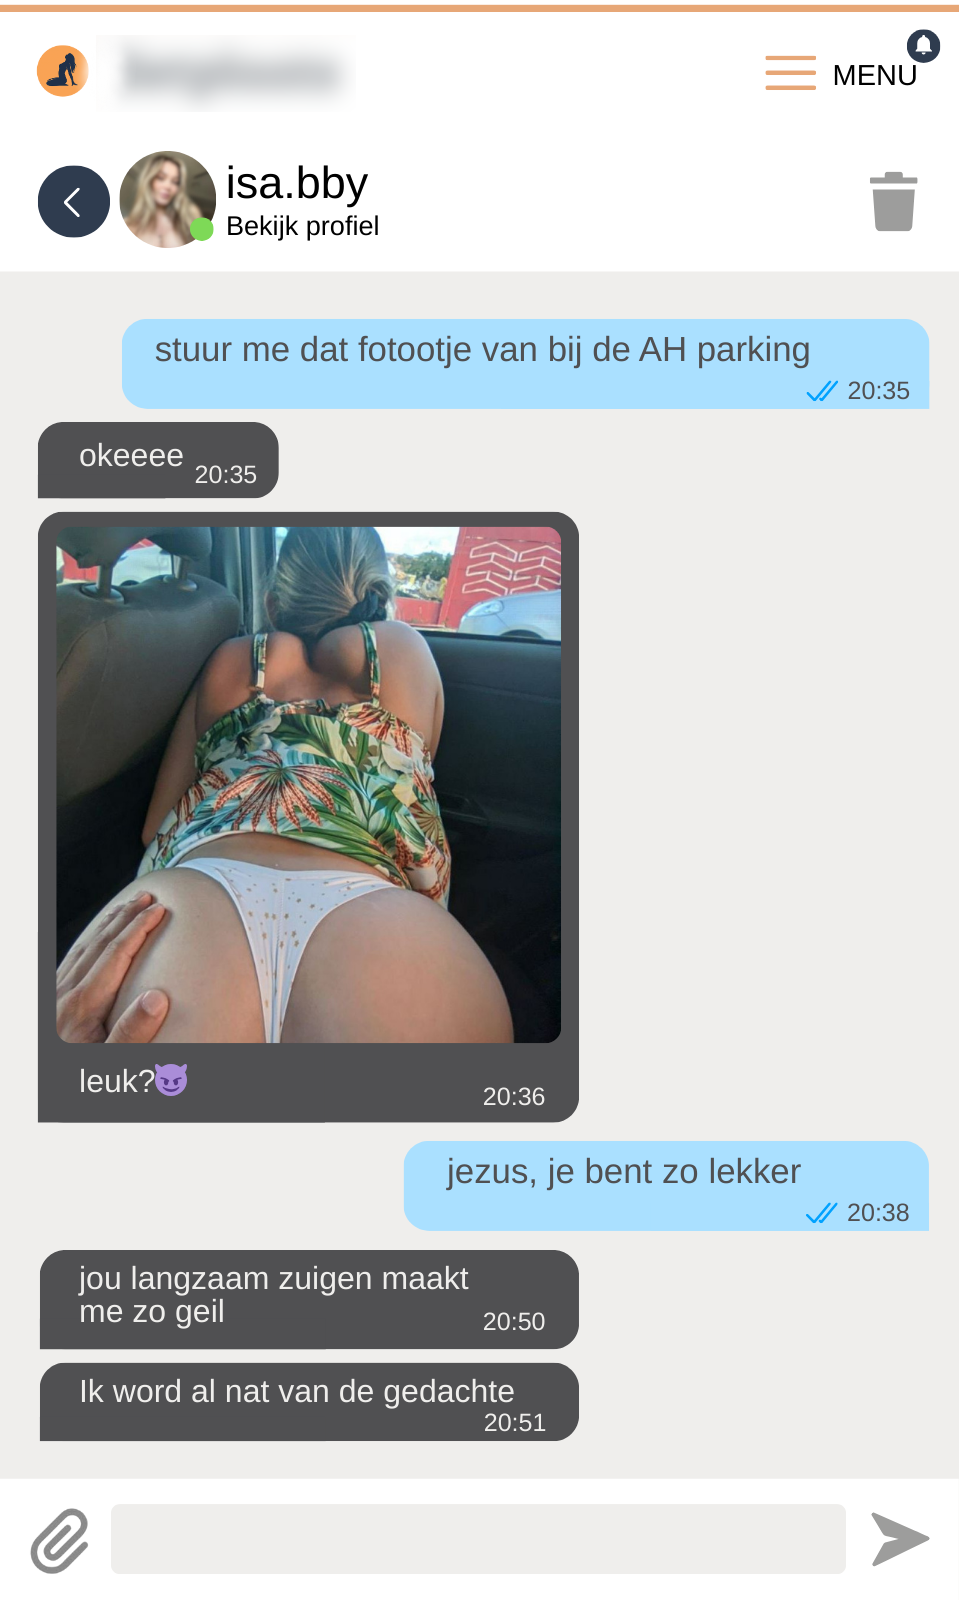 MENU
isa.bby
Bekijk profiel
stuur me dat fotootje van bij de AH parking
20:35
okeeee
20:35
leuk?😈
20:36
jezus, je bent zo lekker
20:38
jou langzaam zuigen maakt
me zo geil
20:50
Ik word al nat van de gedachte
20:51